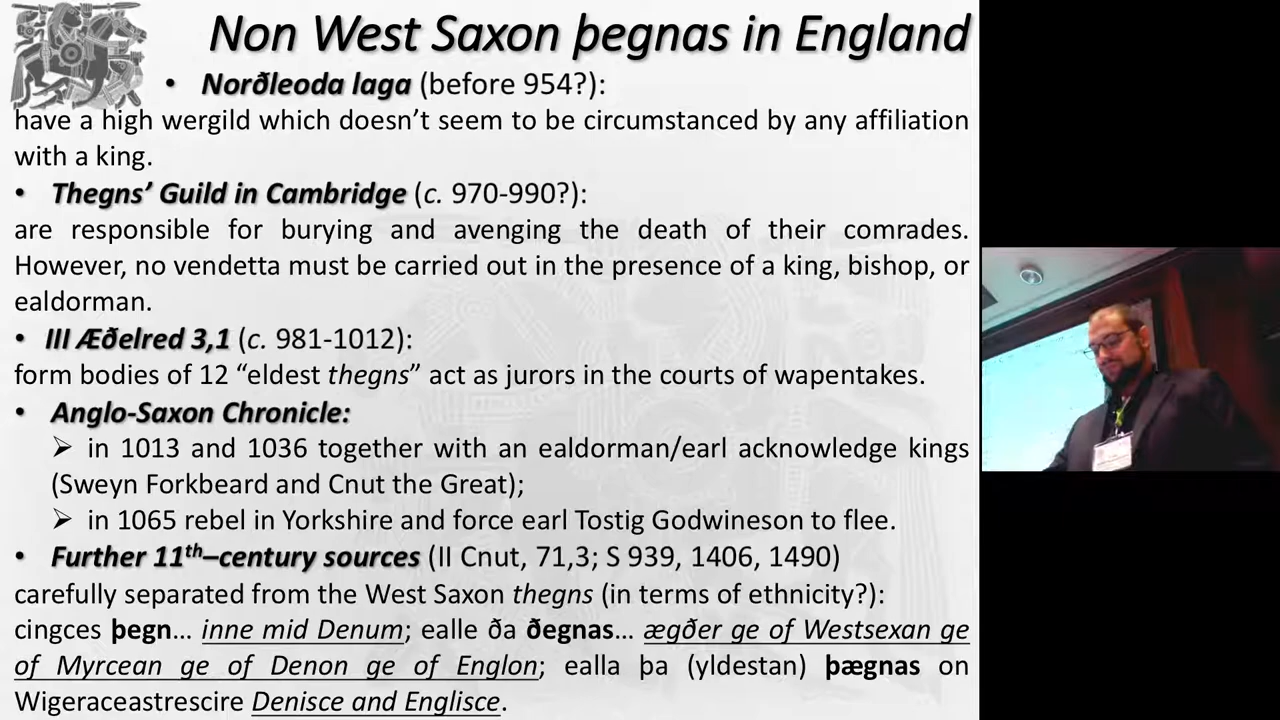 Non West Saxon þegnas in England
• Norðleoda laga (before 954?):
have a high wergild which doesn’t seem to be circumstanced by any affiliation
with a king.
• Thegns’ Guild in Cambridge (c. 970-990?):
are responsible for burying and avenging the death of their comrades.
However, no vendetta must be carried out in the presence of a king, bishop, or
ealdorman.
• III Æðelred 3,1 (c. 981-1012):
form bodies of 12 “eldest thegns” act as jurors in the courts of wapentakes.
• Anglo-Saxon Chronicle:
➢ in 1013 and 1036 together with an ealdorman/earl acknowledge kings
(Sweyn Forkbeard and Cnut the Great);
➢ in 1065 rebel in Yorkshire and force earl Tostig Godwineson to flee.
• Further 11th–century sources (II Cnut, 71,3; S 939, 1406, 1490)
carefully separated from the West Saxon thegns (in terms of ethnicity?):
cingces þegn… inne mid Denum; ealle ða ðegnas… ægðer ge of Westsexan ge
of Myrcean ge of Denon ge of Englon; ealla þa (yldestan) þægnas on
Wigeraceastrescire Denisce and Englisce.